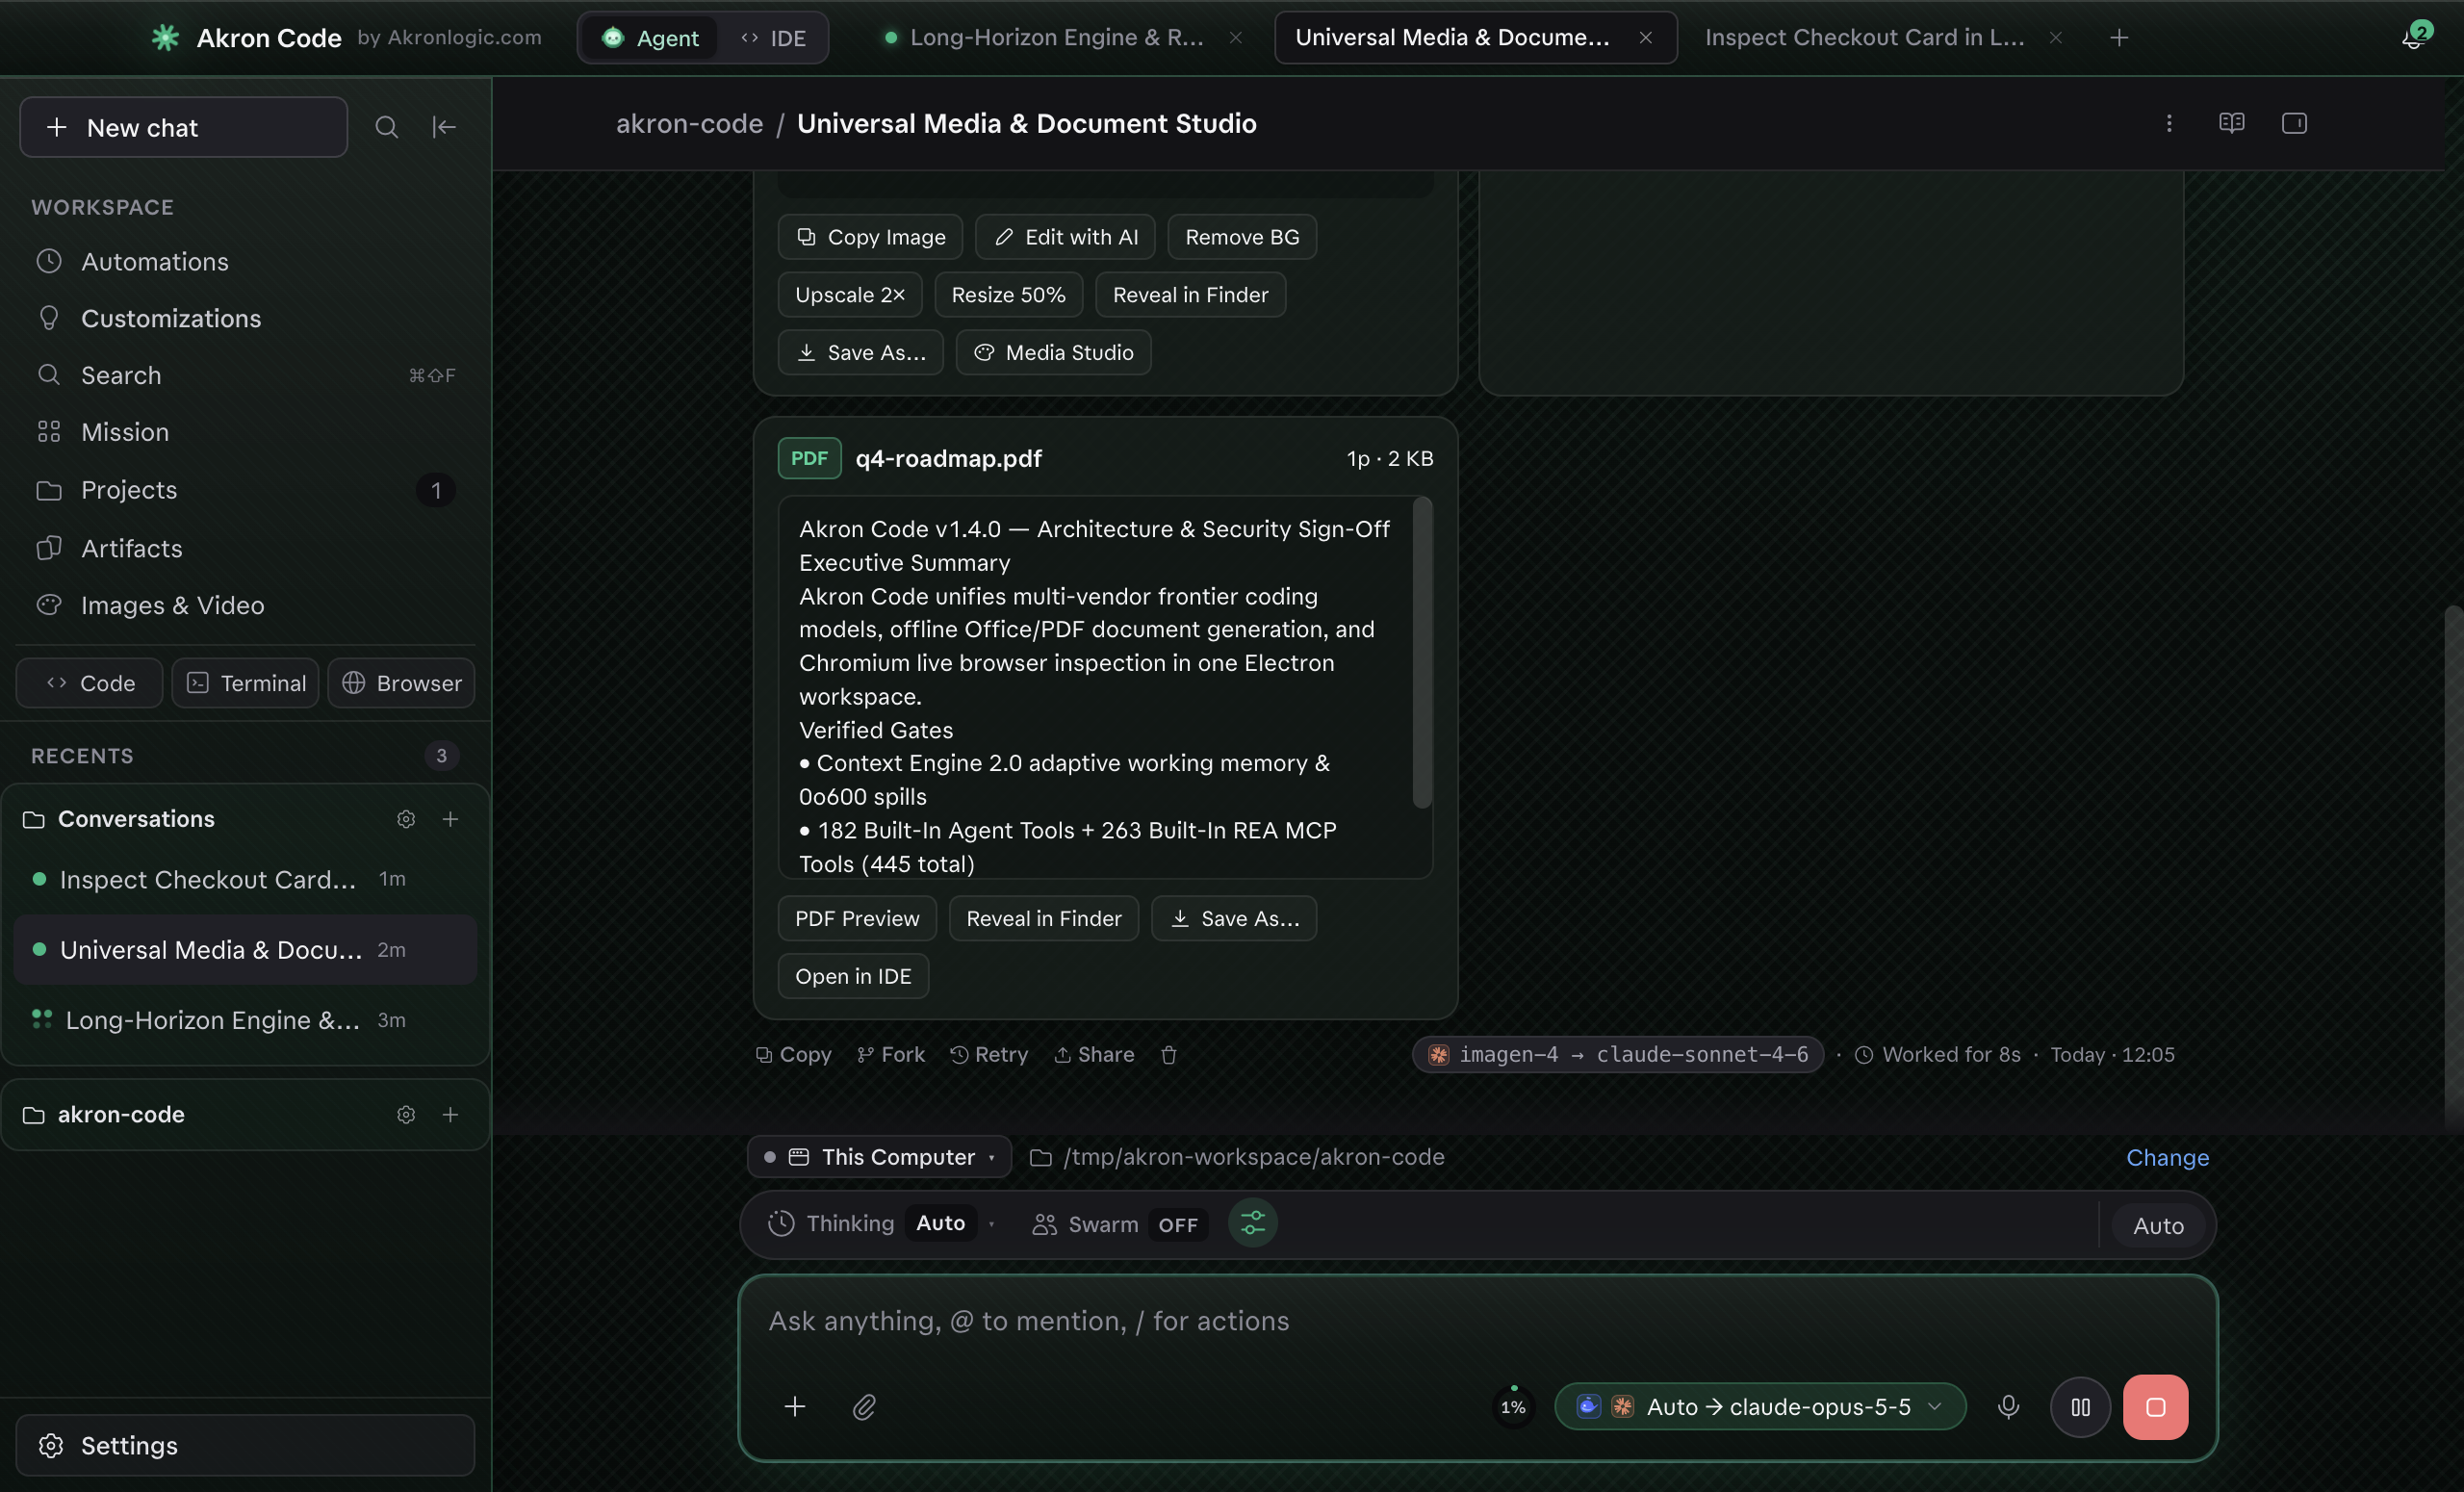 Akron Code by Akronlogic.com
Agent
IDE
Long-Horizon Engine & R...
Universal Media & Docume...
Inspect Checkout Card in L...
2
New chat
WORKSPACE
Automations
Customizations
Search ⌘⇧F
Mission
Projects 1
Artifacts
Images & Video
Code
Terminal
Browser
RECENTS 3
Conversations
Inspect Checkout Card... 1m
Universal Media & Docu... 2m
Long-Horizon Engine &... 3m
akron-code
Settings
akron-code / Universal Media & Document Studio
Copy Image
Edit with AI
Remove BG
Upscale 2×
Resize 50%
Reveal in Finder
Save As...
Media Studio
PDF q4-roadmap.pdf 1p · 2 KB
Akron Code v1.4.0 — Architecture & Security Sign-Off
Executive Summary
Akron Code unifies multi-vendor frontier coding
models, offline Office/PDF document generation, and
Chromium live browser inspection in one Electron
workspace.
Verified Gates
• Context Engine 2.0 adaptive working memory &
0o600 spills
• 182 Built-In Agent Tools + 263 Built-In REA MCP
Tools (445 total)
PDF Preview
Reveal in Finder
Save As...
Open in IDE
Copy
Fork
Retry
Share
imagen-4 → claude-sonnet-4-6 · Worked for 8s · Today · 12:05
This Computer
/tmp/akron-workspace/akron-code
Change
Thinking Auto
Swarm OFF
Auto
Ask anything, @ to mention, / for actions
1%
Auto → claude-opus-5-5